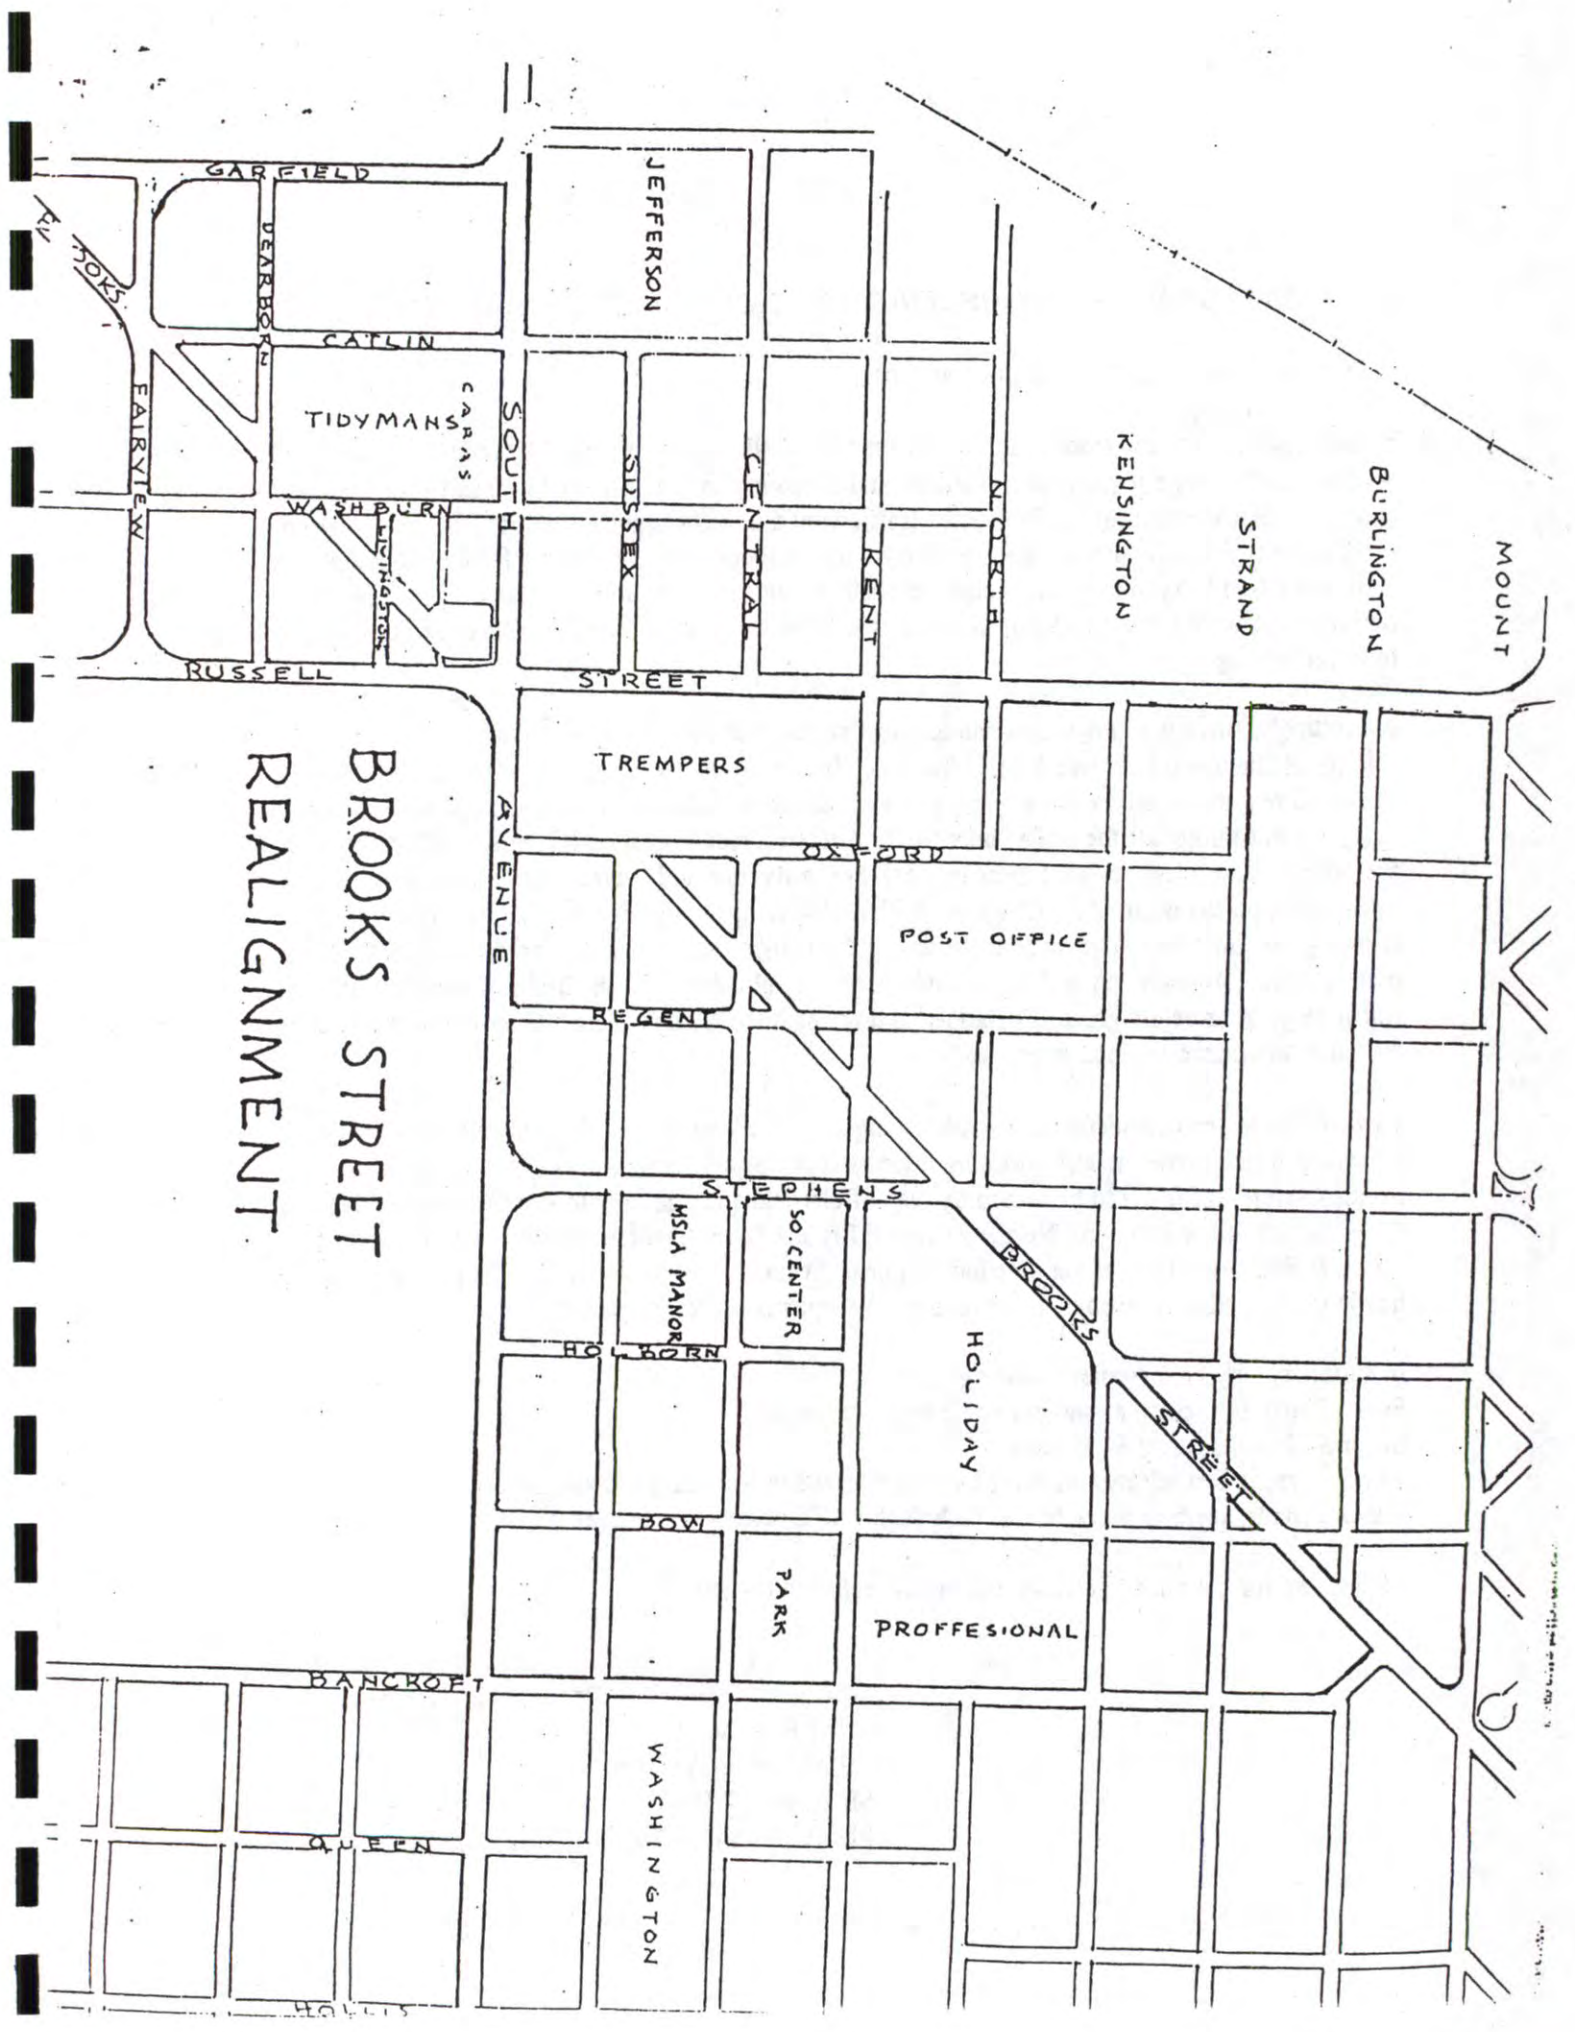 GARFIELD
DEARBORN
CATLIN
JEFFERSON
TIDYMANS
CARAS
SOUTH
FAIRVIEW
WASHBURN
LIVINGSTON
SUSSEX
CENTRAL
KENT
NORTH
KENSINGTON
STRAND
BURLINGTON
MOUNT
RUSSELL
STREET
TREMPERS
AVENUE
OXFORD
POST OFFICE
REGENT
STEPHENS
MSLA MANOR
SO CENTER
BROOKS
STREET
HOLBORN
HOLIDAY
BOW
PARK
PROFFESIONAL
BANCROFT
WASHINGTON
QUEEN
HOLLIS
BROOKS STREET
REALIGNMENT